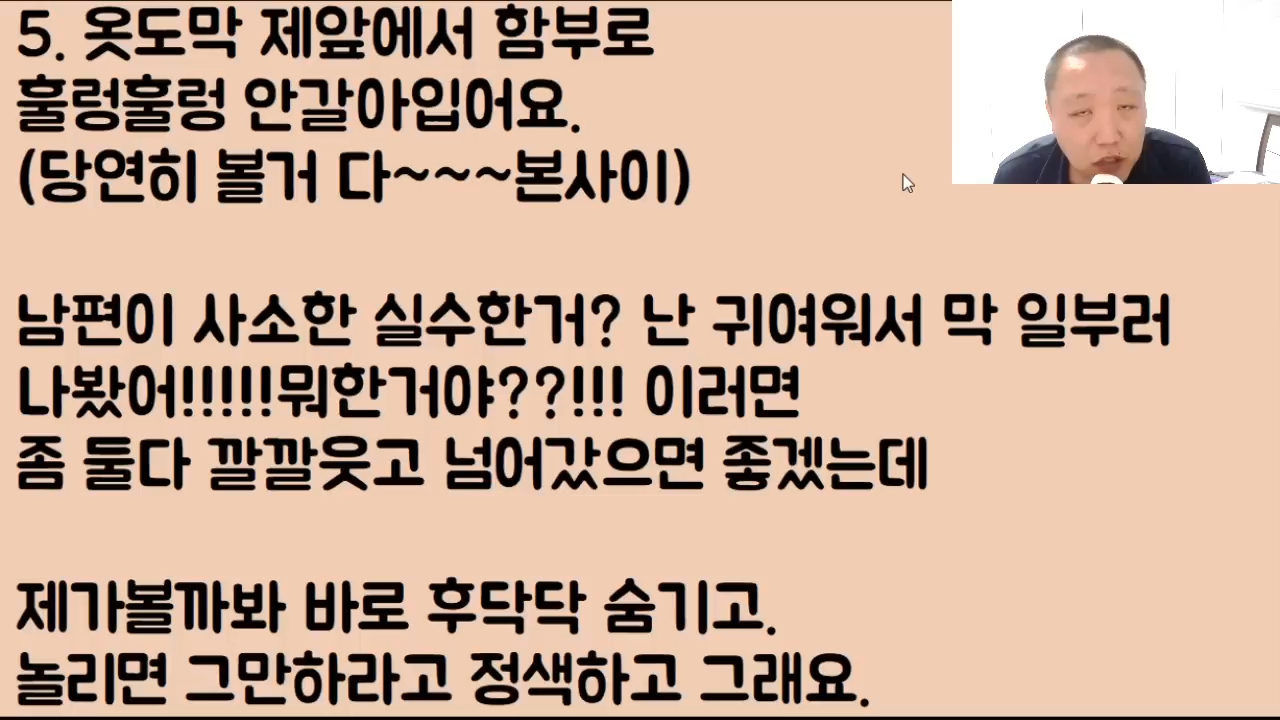 5. 옷도막 제앞에서 함부로
훌렁훌렁 안갈아입어요.
(당연히 볼거 다~~~본사이)
남편이 사소한 실수한거? 난 귀여워서 막 일부러
나봤어!!!!!뭐한거야??!!! 이러면
좀 둘다 깔깔웃고 넘어갔으면 좋겠는데
제가볼까봐 바로 후닥닥 숨기고.
놀리면 그만하라고 정색하고 그래요.